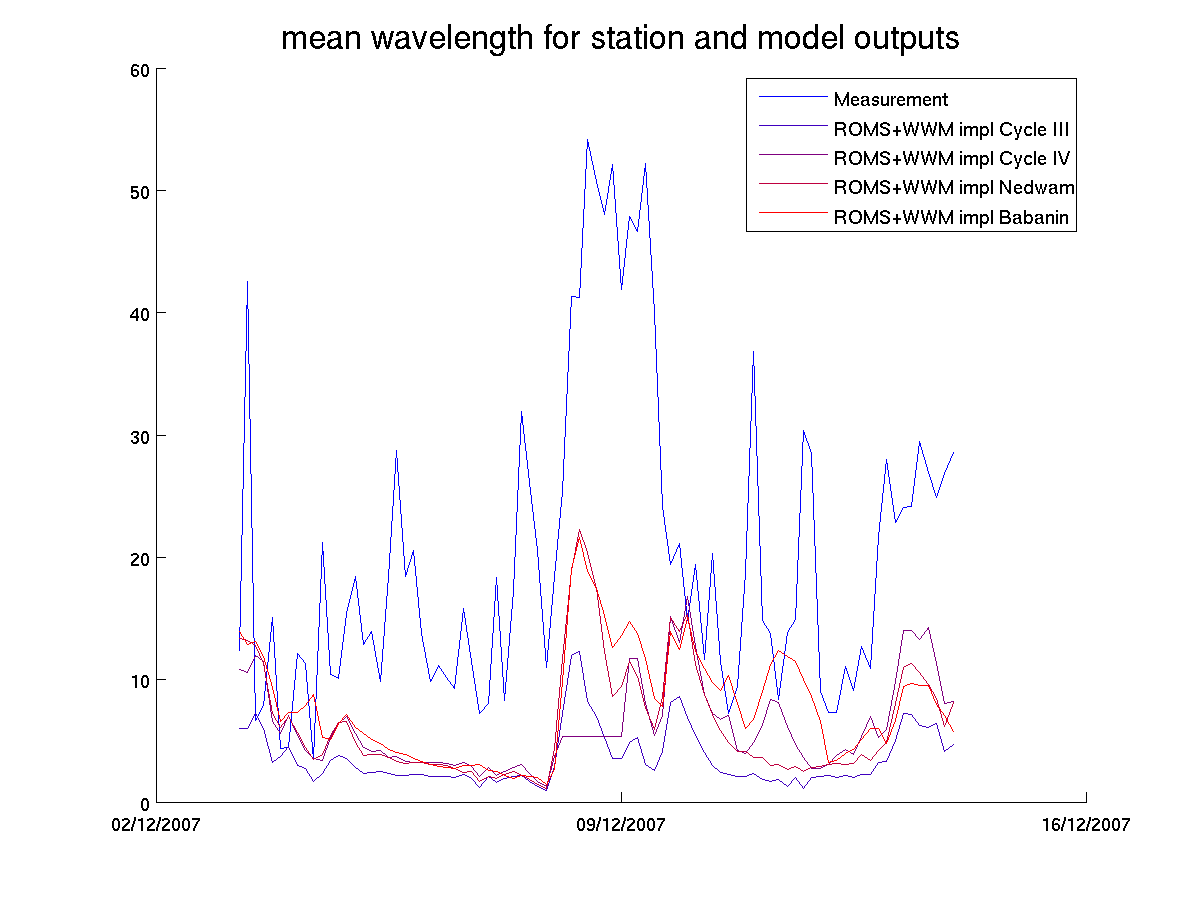 mean wavelength for station and model outputs
60
50
40
30
20
10
0
02/12/2007
09/12/2007
16/12/2007
Measurement
ROMS+WWM impl Cycle III
ROMS+WWM impl Cycle IV
ROMS+WWM impl Nedwam
ROMS+WWM impl Babanin